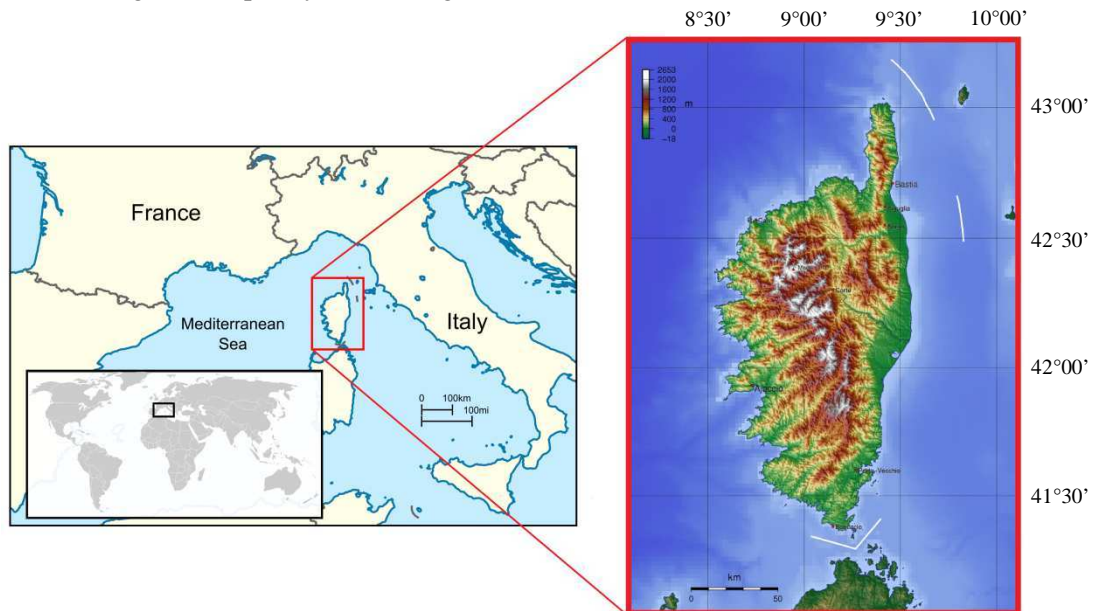 8°30’ 9°00’ 9°30’ 10°00’
2653
2000
1600
1200
800
400
0
−18
m
43°00’
42°30’
42°00’
41°30’
Bastia
Corte
Ajaccio
km
0 50
France
Italy
Mediterranean
Sea
0 100km
100mi